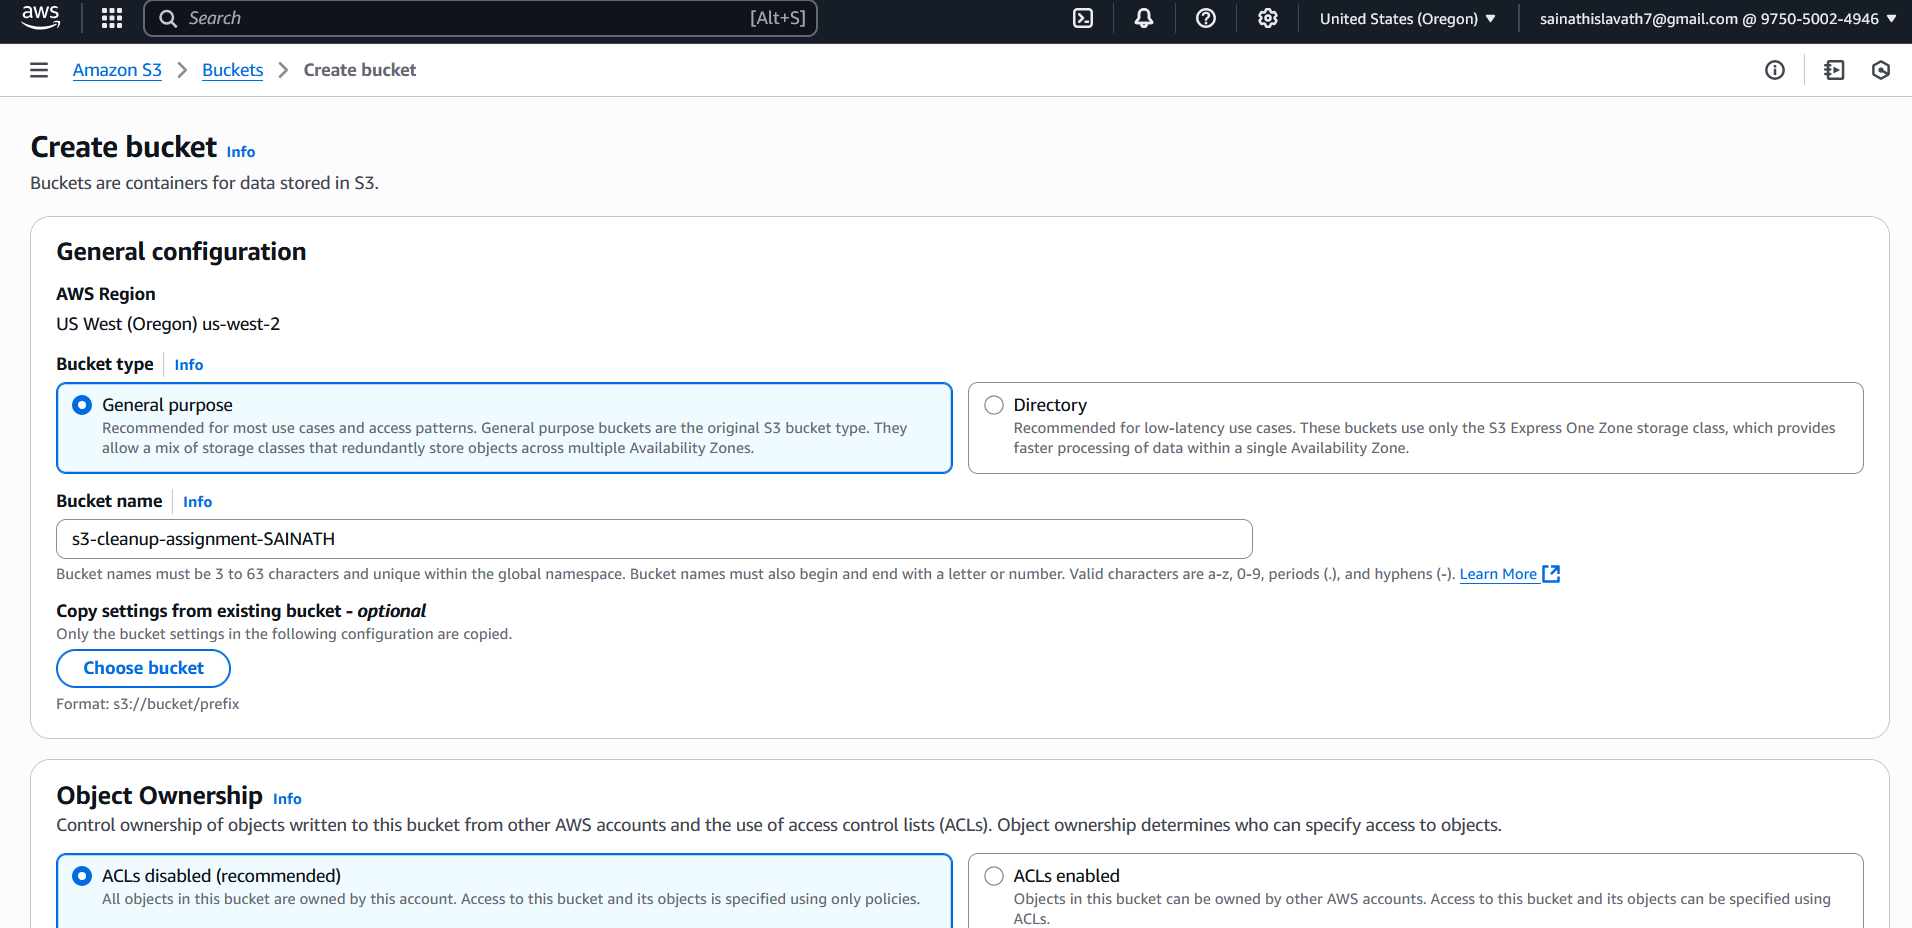 aws
Search [Alt+S]
United States (Oregon) ▼
sainathislavath7@gmail.com @ 9750-5002-4946 ▼
Amazon S3 > Buckets > Create bucket
Create bucket Info
Buckets are containers for data stored in S3.
General configuration
AWS Region
US West (Oregon) us-west-2
Bucket type Info
General purpose
Recommended for most use cases and access patterns. General purpose buckets are the original S3 bucket type. They
allow a mix of storage classes that redundantly store objects across multiple Availability Zones.
Directory
Recommended for low-latency use cases. These buckets use only the S3 Express One Zone storage class, which provides
faster processing of data within a single Availability Zone.
Bucket name Info
s3-cleanup-assignment-SAINATH
Bucket names must be 3 to 63 characters and unique within the global namespace. Bucket names must also begin and end with a letter or number. Valid characters are a-z, 0-9, periods (.), and hyphens (-). Learn More
Copy settings from existing bucket - optional
Only the bucket settings in the following configuration are copied.
Choose bucket
Format: s3://bucket/prefix
Object Ownership Info
Control ownership of objects written to this bucket from other AWS accounts and the use of access control lists (ACLs). Object ownership determines who can specify access to objects.
ACLs disabled (recommended)
All objects in this bucket are owned by this account. Access to this bucket and its objects is specified using only policies.
ACLs enabled
Objects in this bucket can be owned by other AWS accounts. Access to this bucket and its objects can be specified using
ACLs.